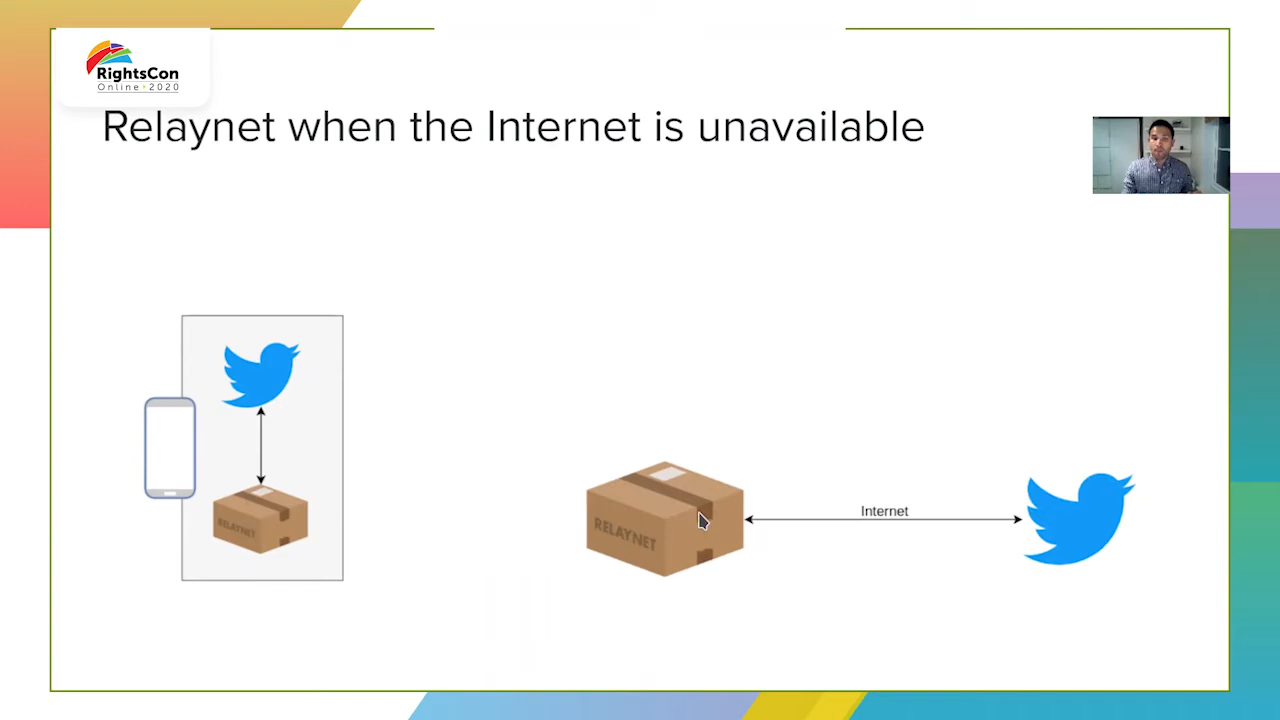 RightsCon
Online 2020
Relaynet when the Internet is unavailable
RELAYNET
RELAYNET
Internet